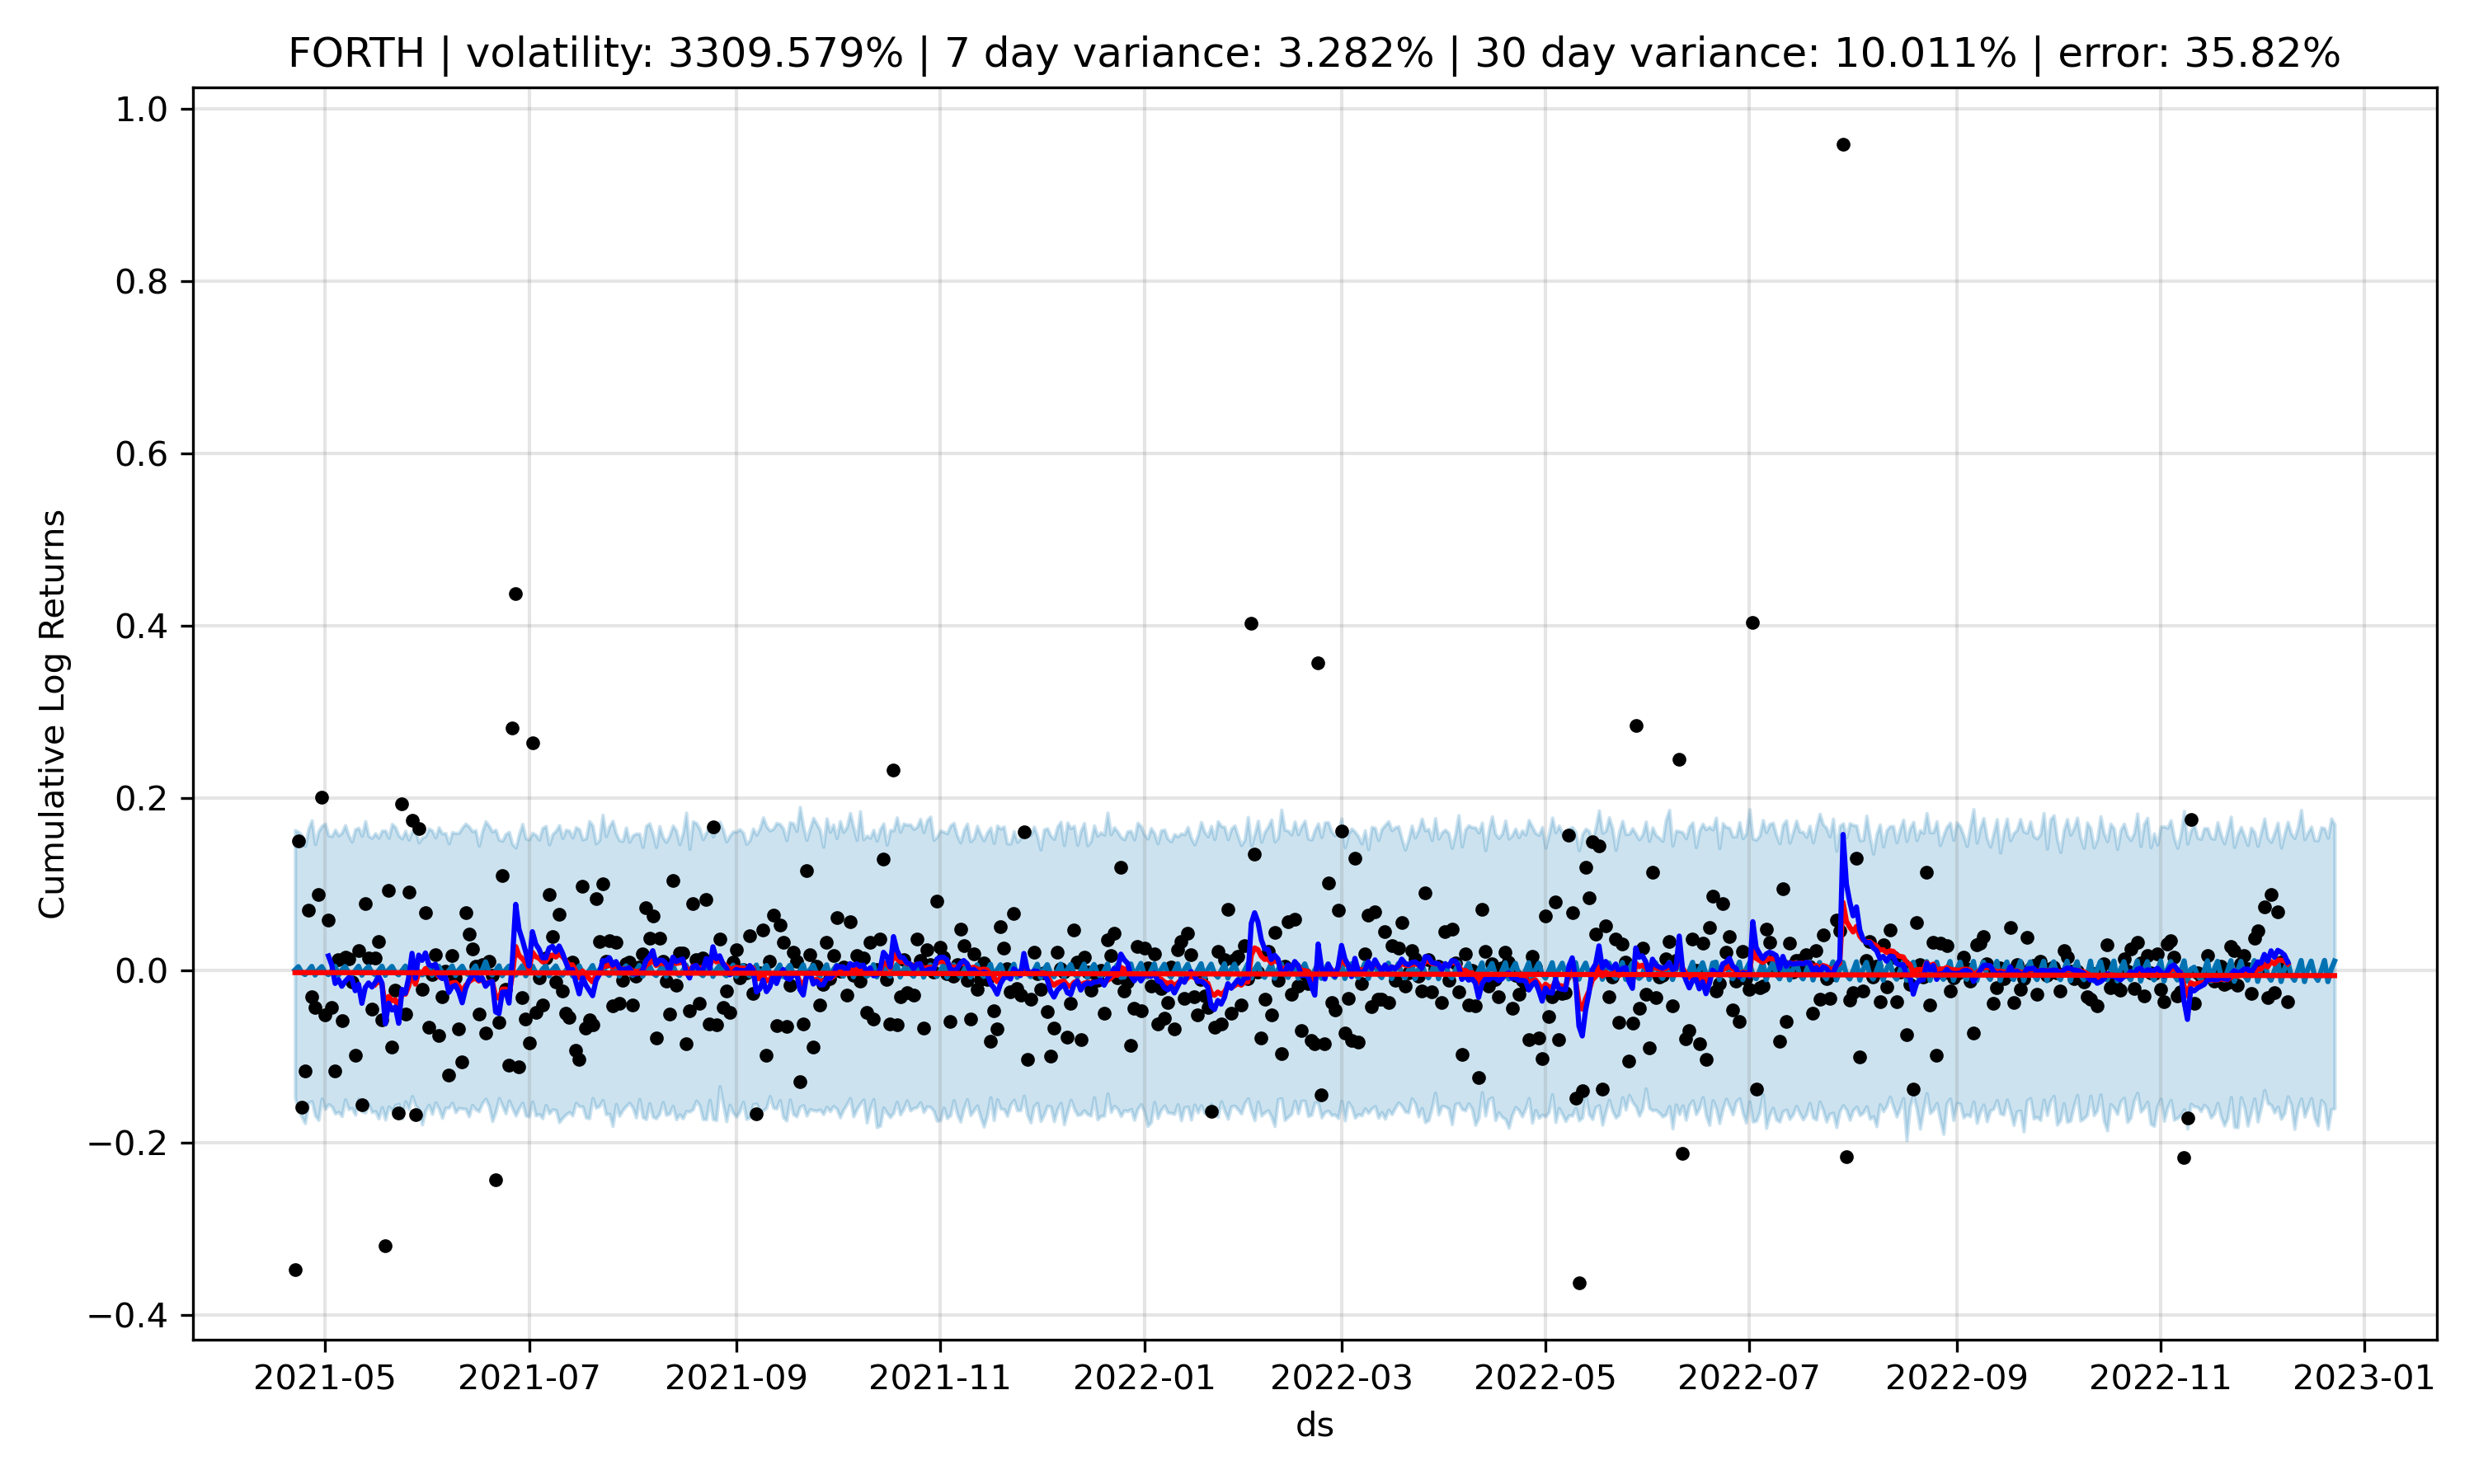 FORTH | volatility: 3309.579% | 7 day variance: 3.282% | 30 day variance: 10.011% | error: 35.82%
1.0
0.8
0.6
0.4
0.2
0.0
−0.2
−0.4
Cumulative Log Returns
2021-05 2021-07 2021-09 2021-11 2022-01 2022-03 2022-05 2022-07 2022-09 2022-11 2023-01
ds